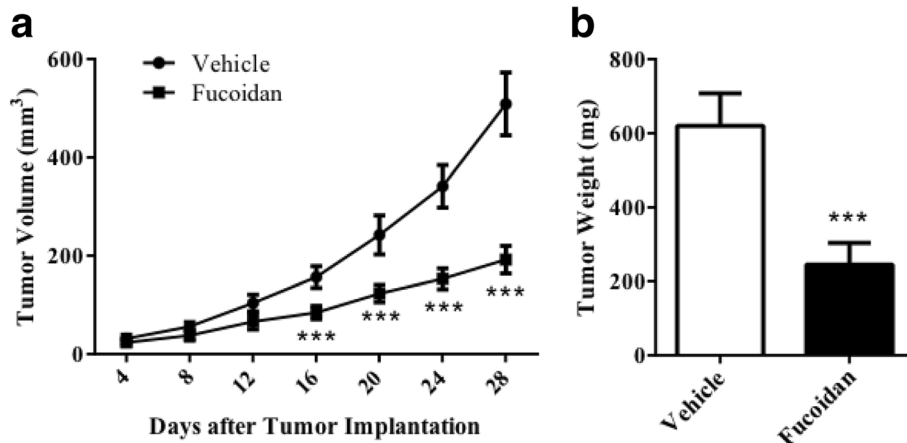 a
Vehicle
Fucoidan
Tumor Volume (mm³)
600
400
200
0
4 8 12 16 20 24 28
*** *** *** ***
Days after Tumor Implantation
b
Tumor Weight (mg)
800
600
400
200
0
***
Vehicle Fucoidan